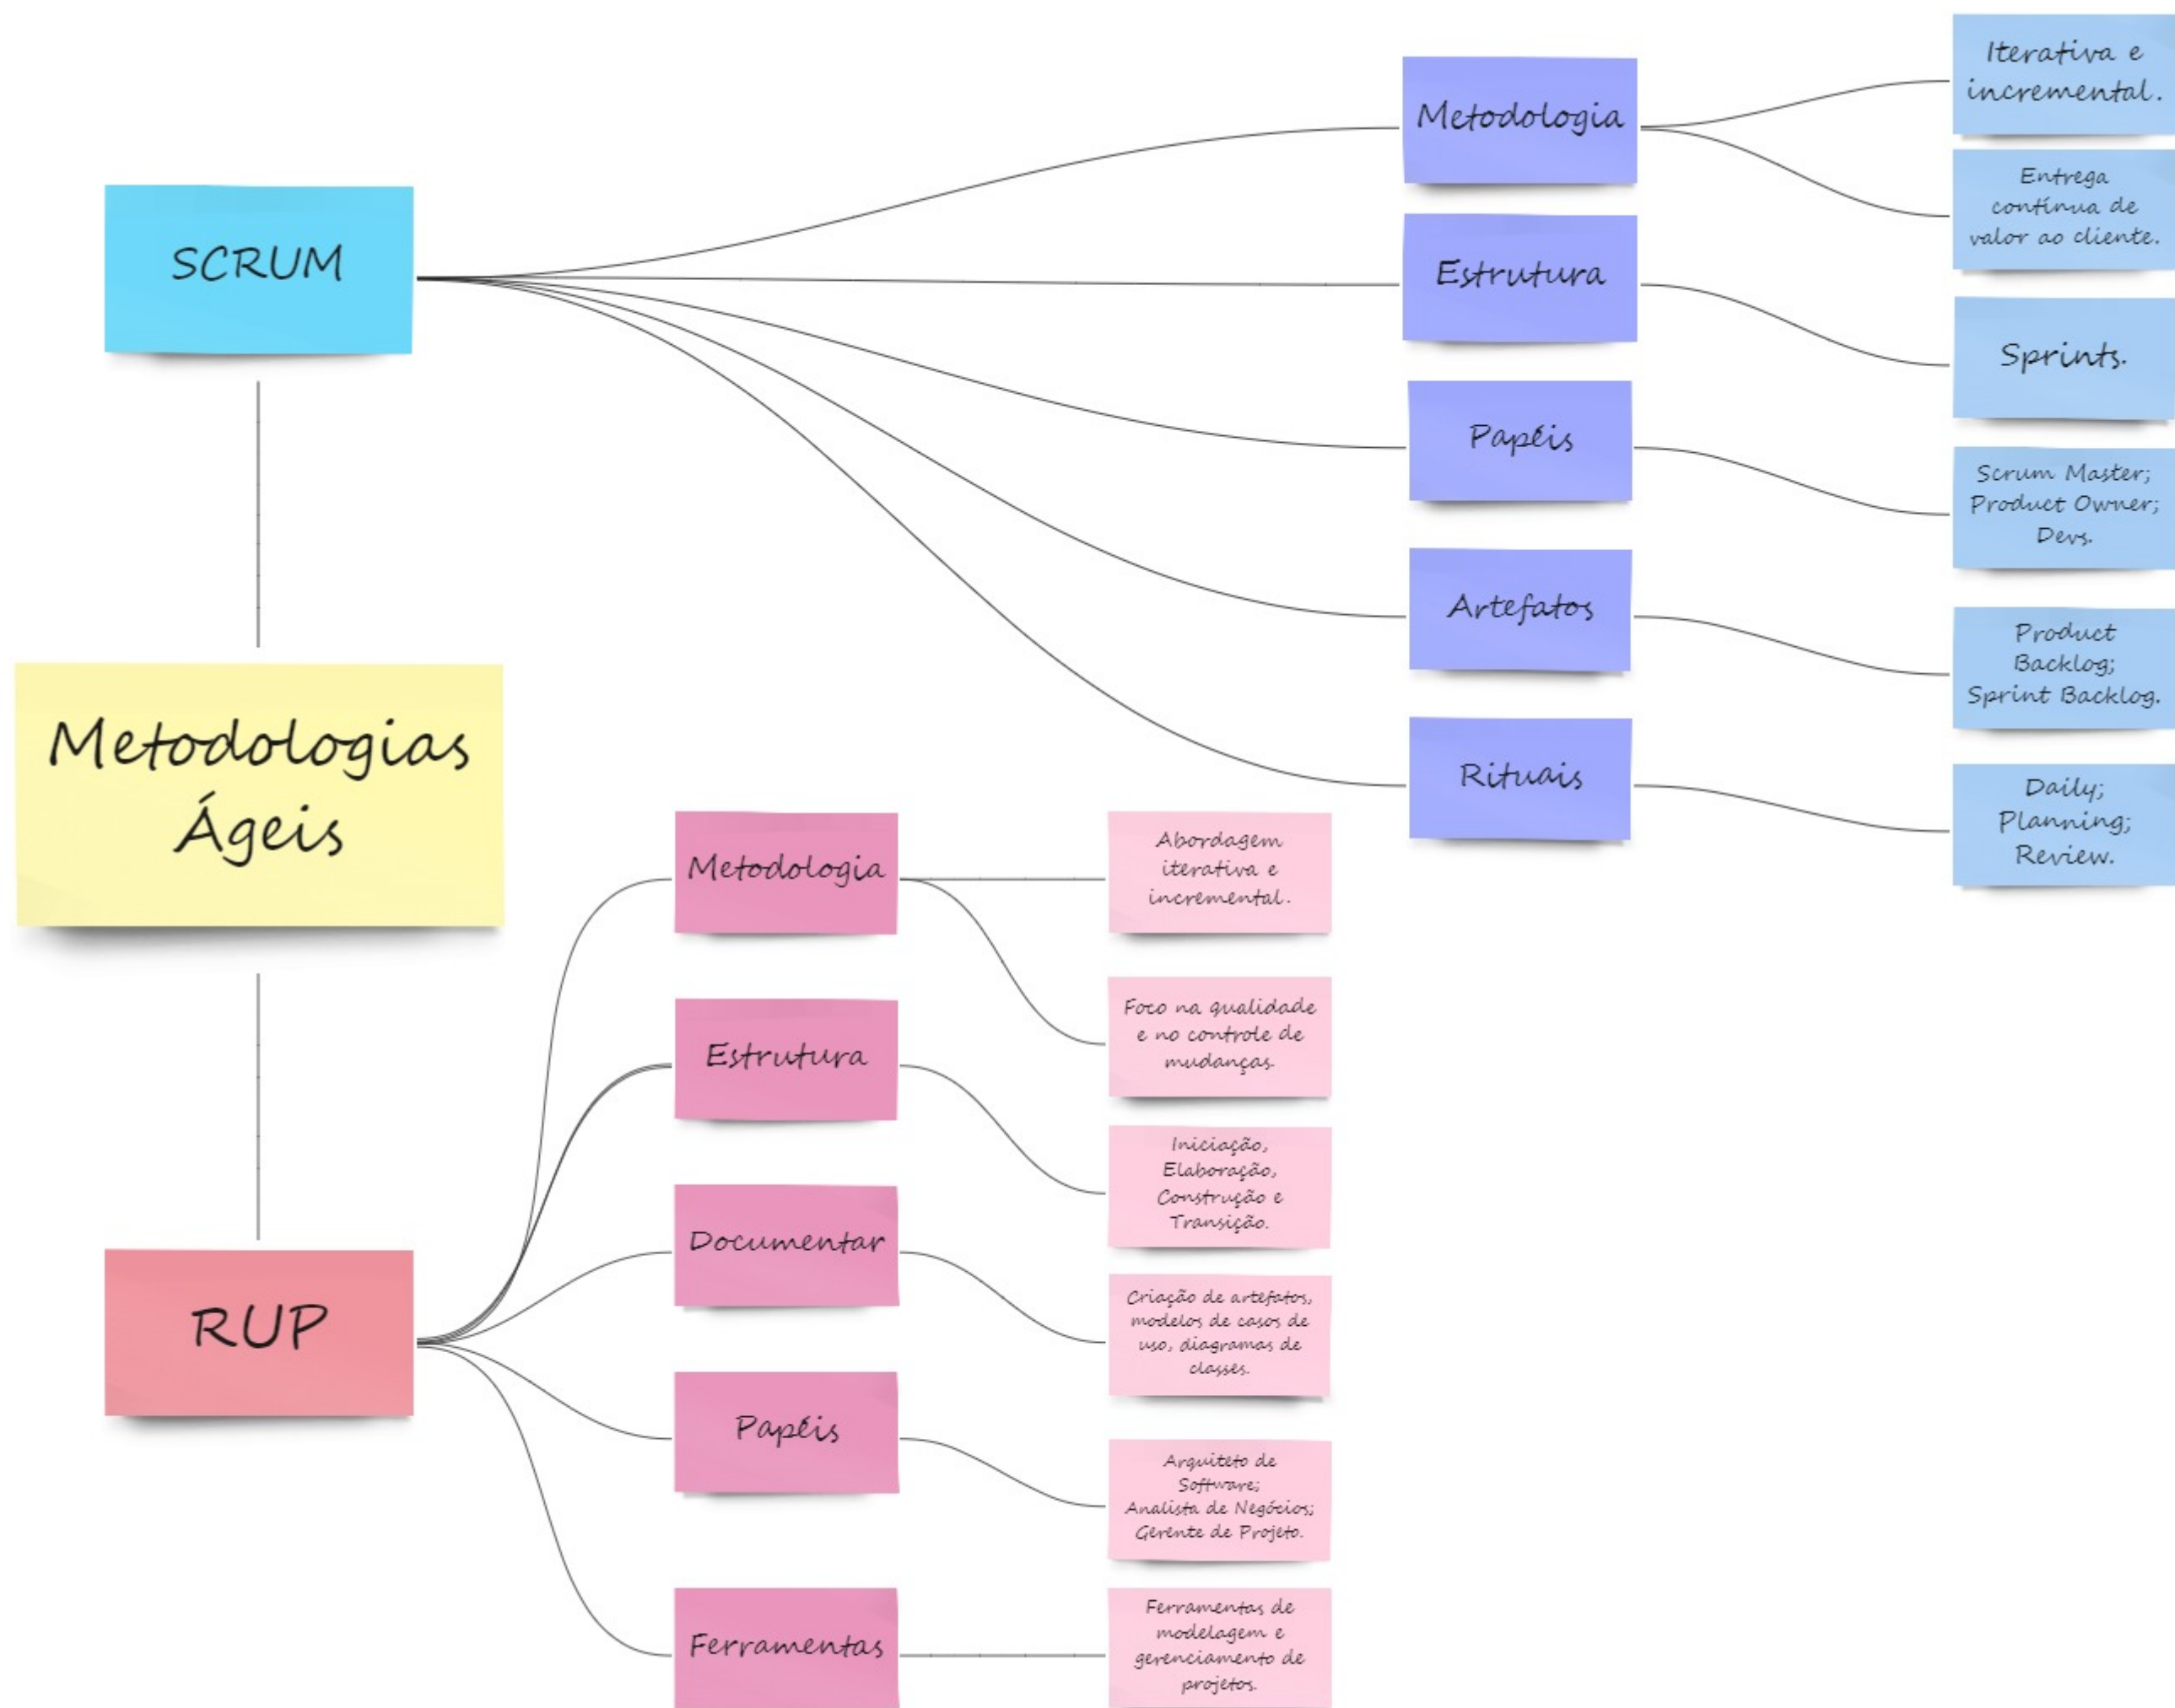 SCRUM
Metodologia
Iterativa e
incremental.
Entrega
contínua de
valor ao cliente.
Estrutura
Sprints.
Papéis
Scrum Master;
Product Owner;
Devs.
Artefatos
Product
Backlog;
Sprint Backlog.
Rituais
Daily;
Planning;
Review.
Metodologias
Ágeis
RUP
Metodologia
Abordagem
iterativa e
incremental.
Foco na qualidade
e no controle de
mudanças.
Estrutura
Iniciação,
Elaboração,
Construção e
Transição.
Documentar
Criação de artefatos,
modelos de casos de
uso, diagramas de
classes.
Papéis
Arquiteto de
Software;
Analista de Negócios;
Gerente de Projeto.
Ferramentas
Ferramentas de
modelagem e
gerenciamento de
projetos.